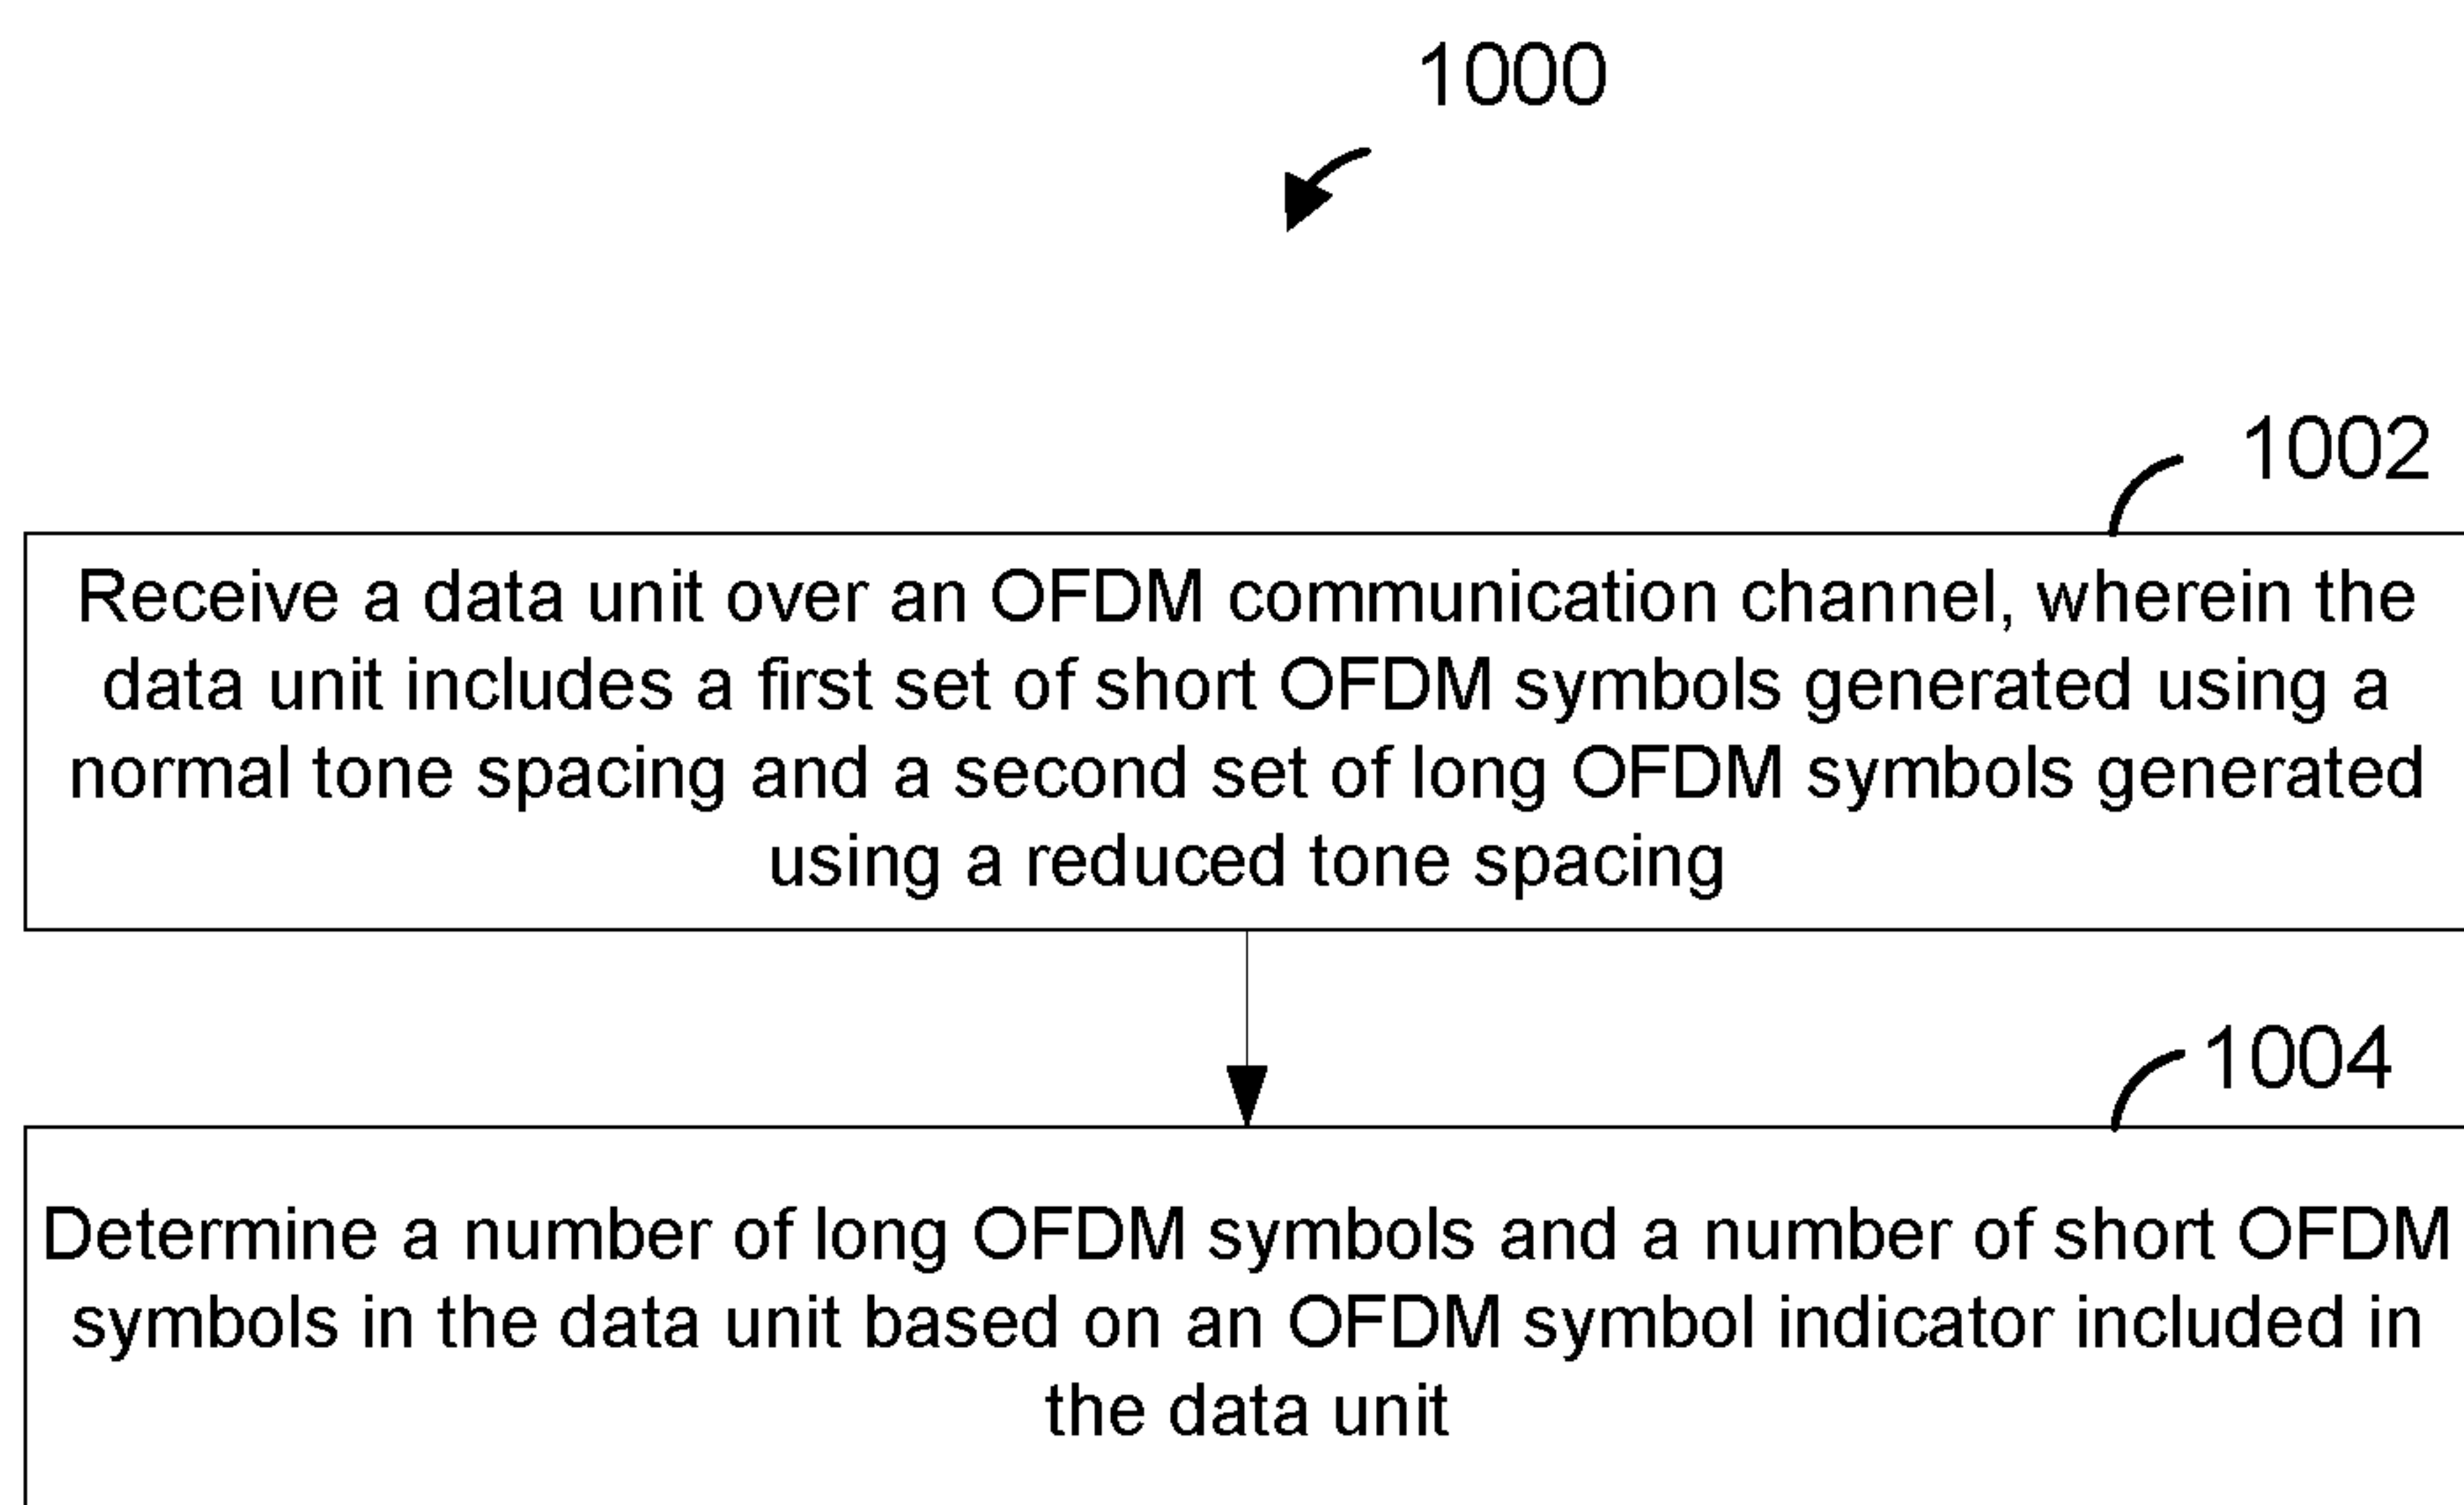 1000
1002
Receive a data unit over an OFDM communication channel, wherein the
data unit includes a first set of short OFDM symbols generated using a
normal tone spacing and a second set of long OFDM symbols generated
using a reduced tone spacing
1004
Determine a number of long OFDM symbols and a number of short OFDM
symbols in the data unit based on an OFDM symbol indicator included in
the data unit